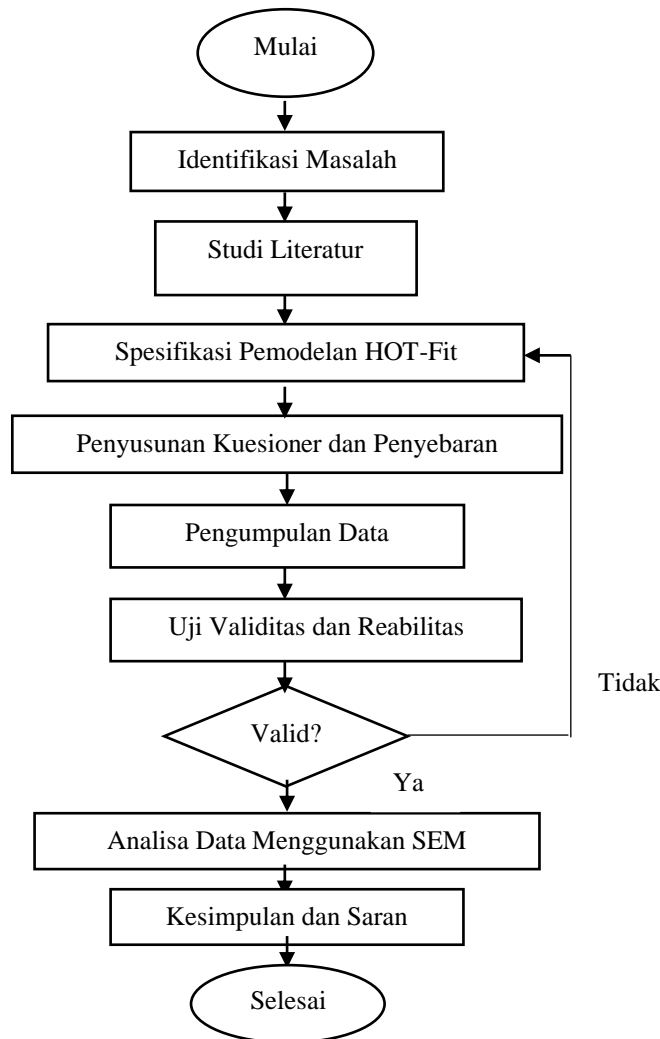 Mulai
Identifikasi Masalah
Studi Literatur
Spesifikasi Pemodelan HOT-Fit
Penyusunan Kuesioner dan Penyebaran
Pengumpulan Data
Uji Validitas dan Reabilitas
Tidak
Valid?
Ya
Analisa Data Menggunakan SEM
Kesimpulan dan Saran
Selesai